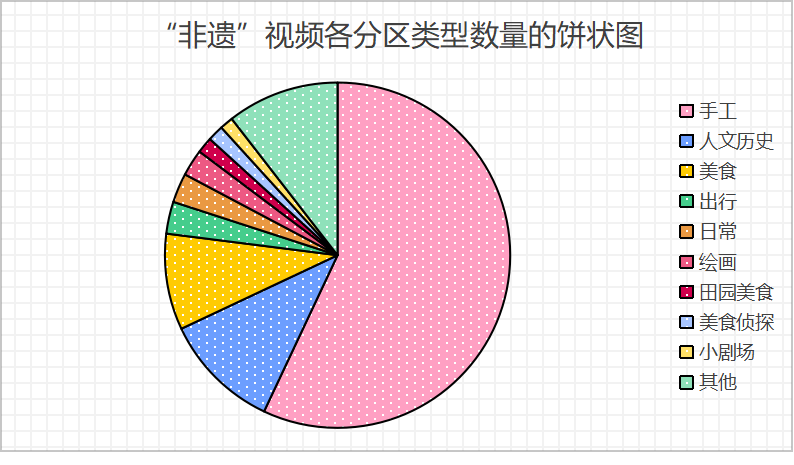 “非遗”视频各分区类型数量的饼状图
手工
人文历史
美食
出行
日常
绘画
田园美食
美食侦探
小剧场
其他